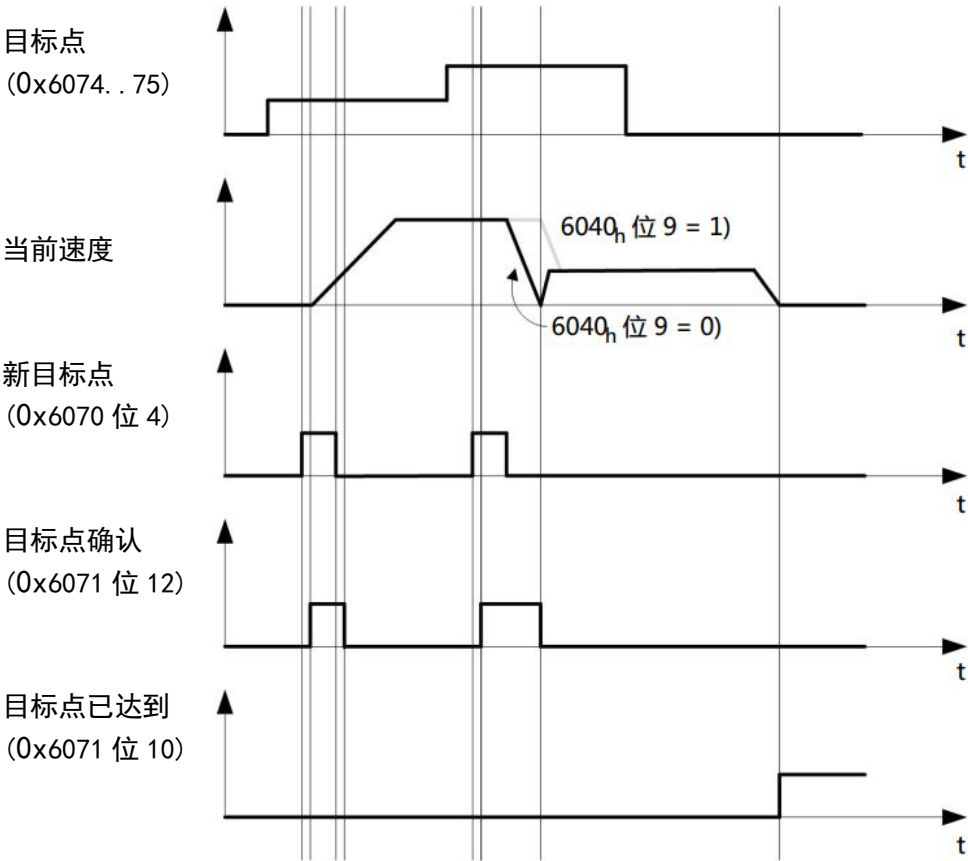 目标点
(0x6074..75)
t
当前速度
6040h 位 9 = 1)
6040h 位 9 = 0)
t
新目标点
(0x6070 位 4)
t
目标点确认
(0x6071 位 12)
t
目标点已达到
(0x6071 位 10)
t